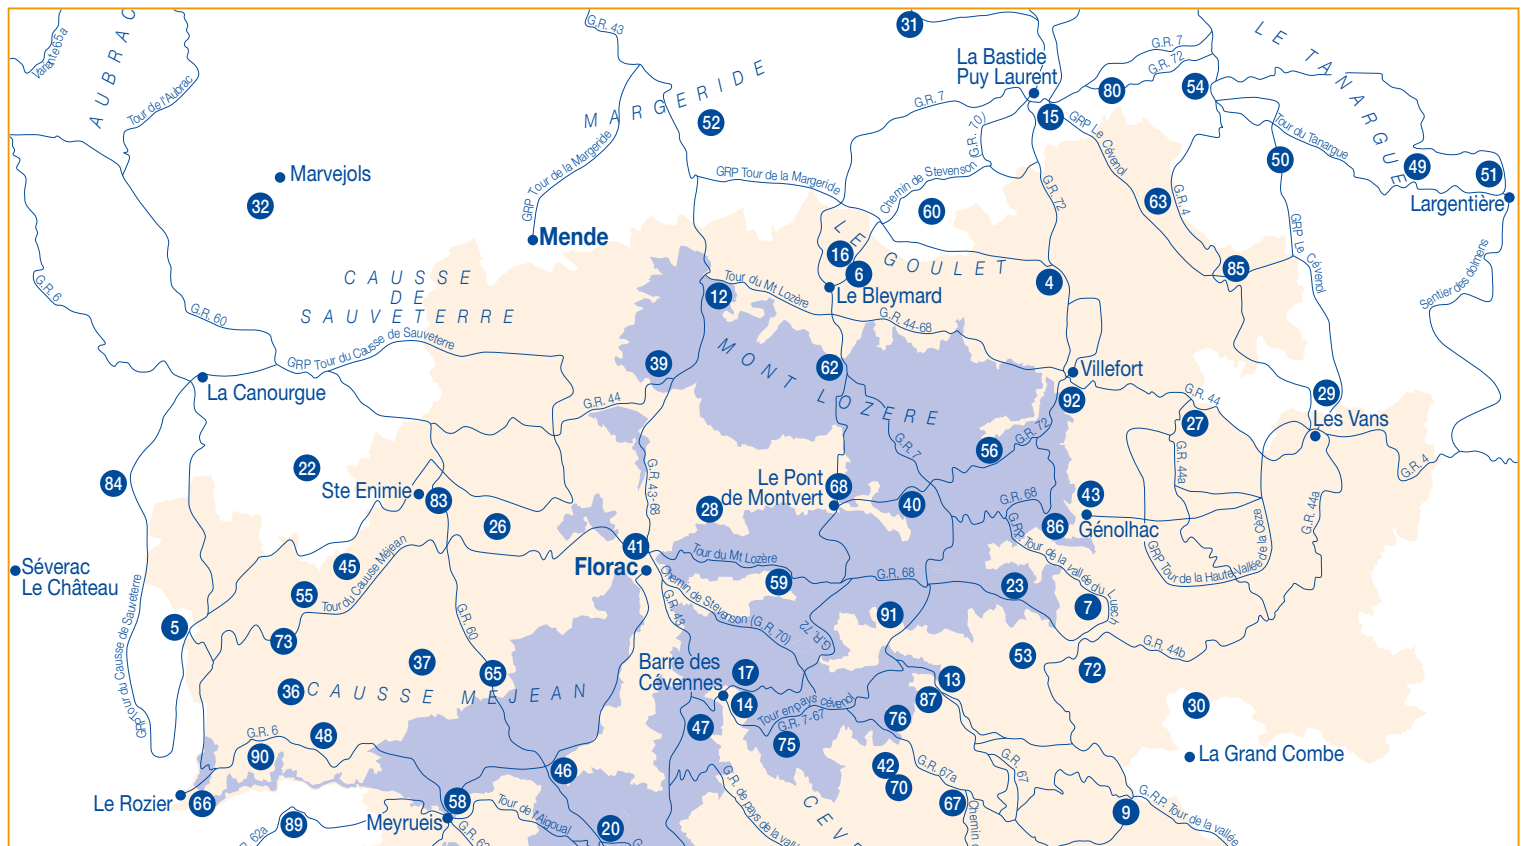 G.R. 43
31
LE TANARGUE
Variante65a
AUBRAC
Tour de l'Aubrac
La Bastide
Puy Laurent
G.R. 7
G.R. 72
80
54
MARGERIDE
52
G.R. 7
15
(G.R. 70)
GRP Le Cévenol
Tour du Tanargue
50
49
51
Largentière
Marvejols
32
GRP Tour de la Margeride
GRP Tour de la Margeride
Chemin de Stevenson
60
G.R. 72
63
G.R. 4
Mende
LE GOULET
16
6
Le Bleymard
4
85
GRP Le Cévenol
Sentier des dolmens
CAUSSE
DE
SAUVETERRE
G.R. 6
G.R. 60
GRP Tour du Causse de Sauveterre
12
Tour du Mt Lozère
G.R. 44-68
39
MONT LOZERE
62
Villefort
92
La Canourgue
G.R. 44
G.R. 44
27
29
Les Vans
G.R. 7
56
G.R. 72
G.R. 44a
G.R. 4
84
22
Ste Enimie
83
26
G.R. 43-68
28
Le Pont
de Montvert
68
40
G.R. 68
43
Génolhac
86
G.R. 44a
Séverac
Le Château
45
55
Tour du Causse Méjean
41
Florac
Tour du Mt Lozère
59
G.R. 68
GRP Tour de la vallée du Luech
23
7
GRP Tour de la Haute Vallée de la Cèze
GRP Tour du Causse de Sauveterre
5
73
G.R. 60
37
65
36
CAUSSE MEJEAN
Chemin de Stevenson (G.R. 70)
G.R. 43
G.R. 72
91
53
72
G.R. 44b
Barre des
Cévennes
17
14
13
87
30
47
Tour en pays cévenol
G.R. 7-67
75
76
La Grand Combe
G.R. 6
48
90
46
42
70
G.R. 67a
G.R. 67
67
Le Rozier
66
58
Meyrueis
89
Tour de l'Aigoual
20
G.R. de pays de la vall
CEV
Chemin
9
G.R.P. Tour de la vallée
R. 62a